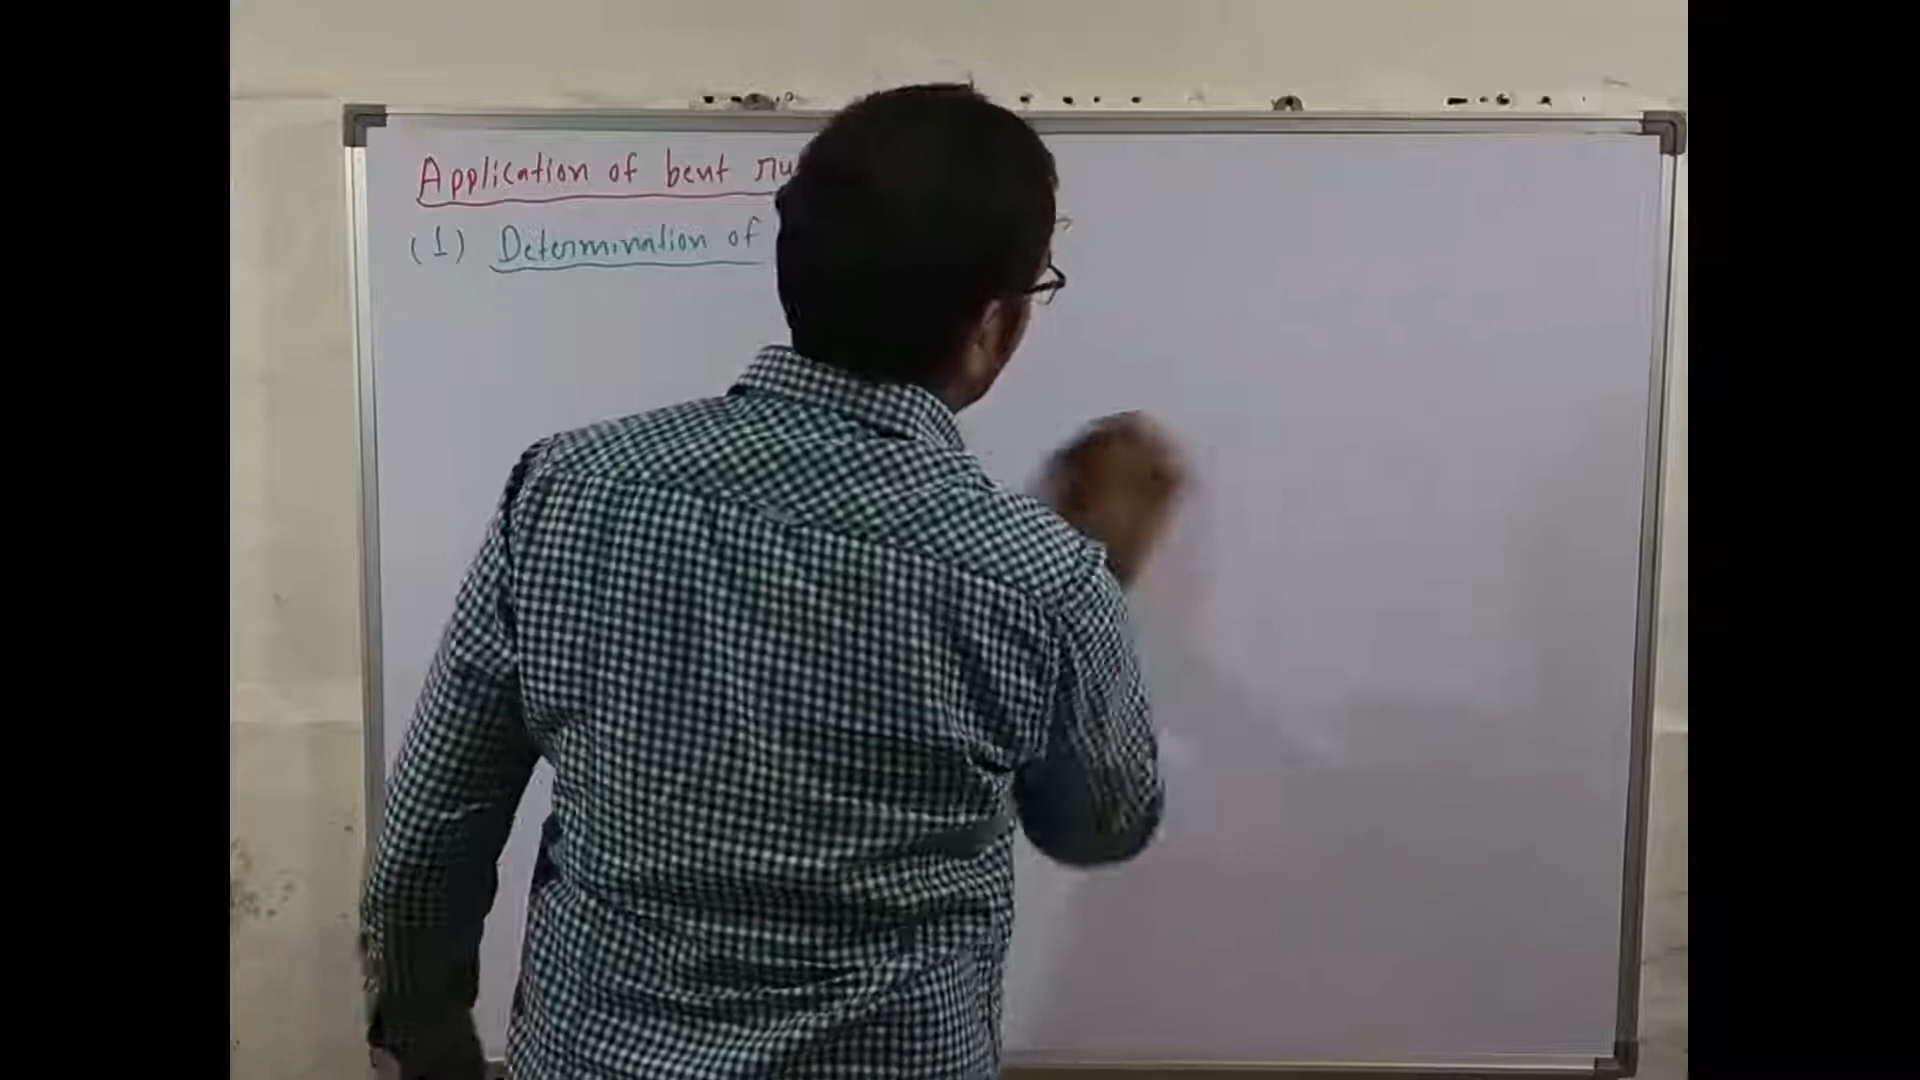 Application of bent
(1) Determination of